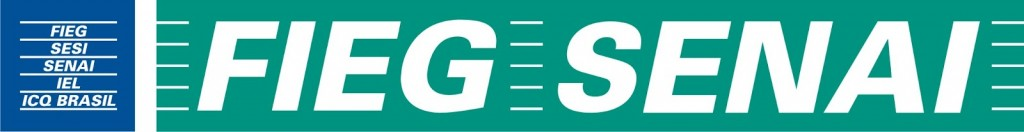 FIEG
SESI
SENAI
IEL
ICQ BRASIL
FIEG SENAI